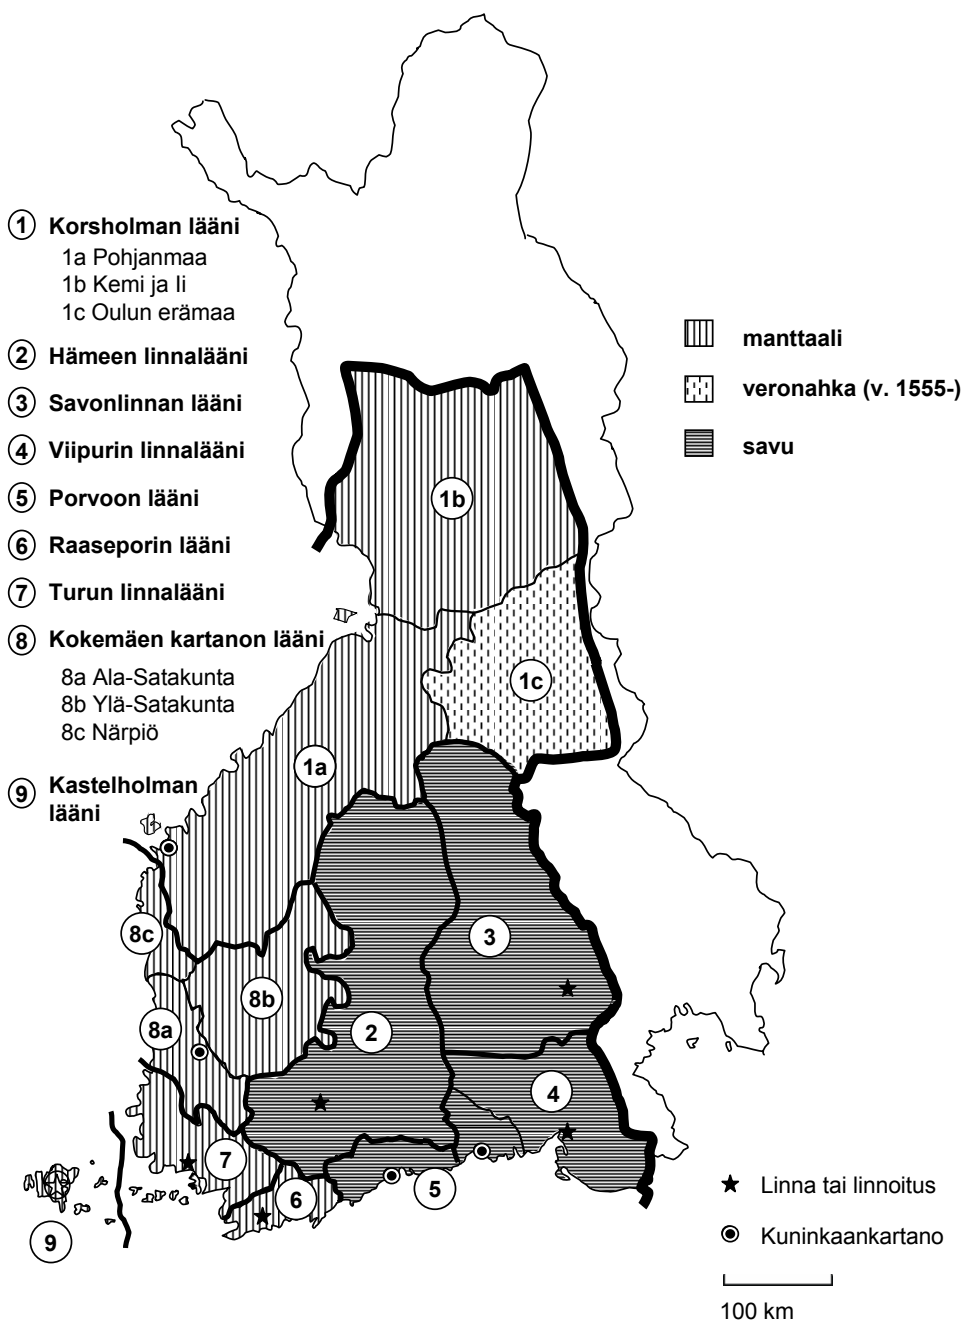 1 Korsholman lääni
1a Pohjanmaa
1b Kemi ja Ii
1c Oulun erämaa
2 Hämeen linnalääni
3 Savonlinnan lääni
4 Viipurin linnalääni
5 Porvoon lääni
6 Raaseporin lääni
7 Turun linnalääni
8 Kokemäen kartanon lääni
8a Ala-Satakunta
8b Ylä-Satakunta
8c Närpiö
9 Kastelholman
lääni
manttaali
veronahka (v. 1555-)
savu
1b
1c
1a
8c
3
8b
8a
2
4
7
5
6
9
Linna tai linnoitus
Kuninkaankartano
100 km